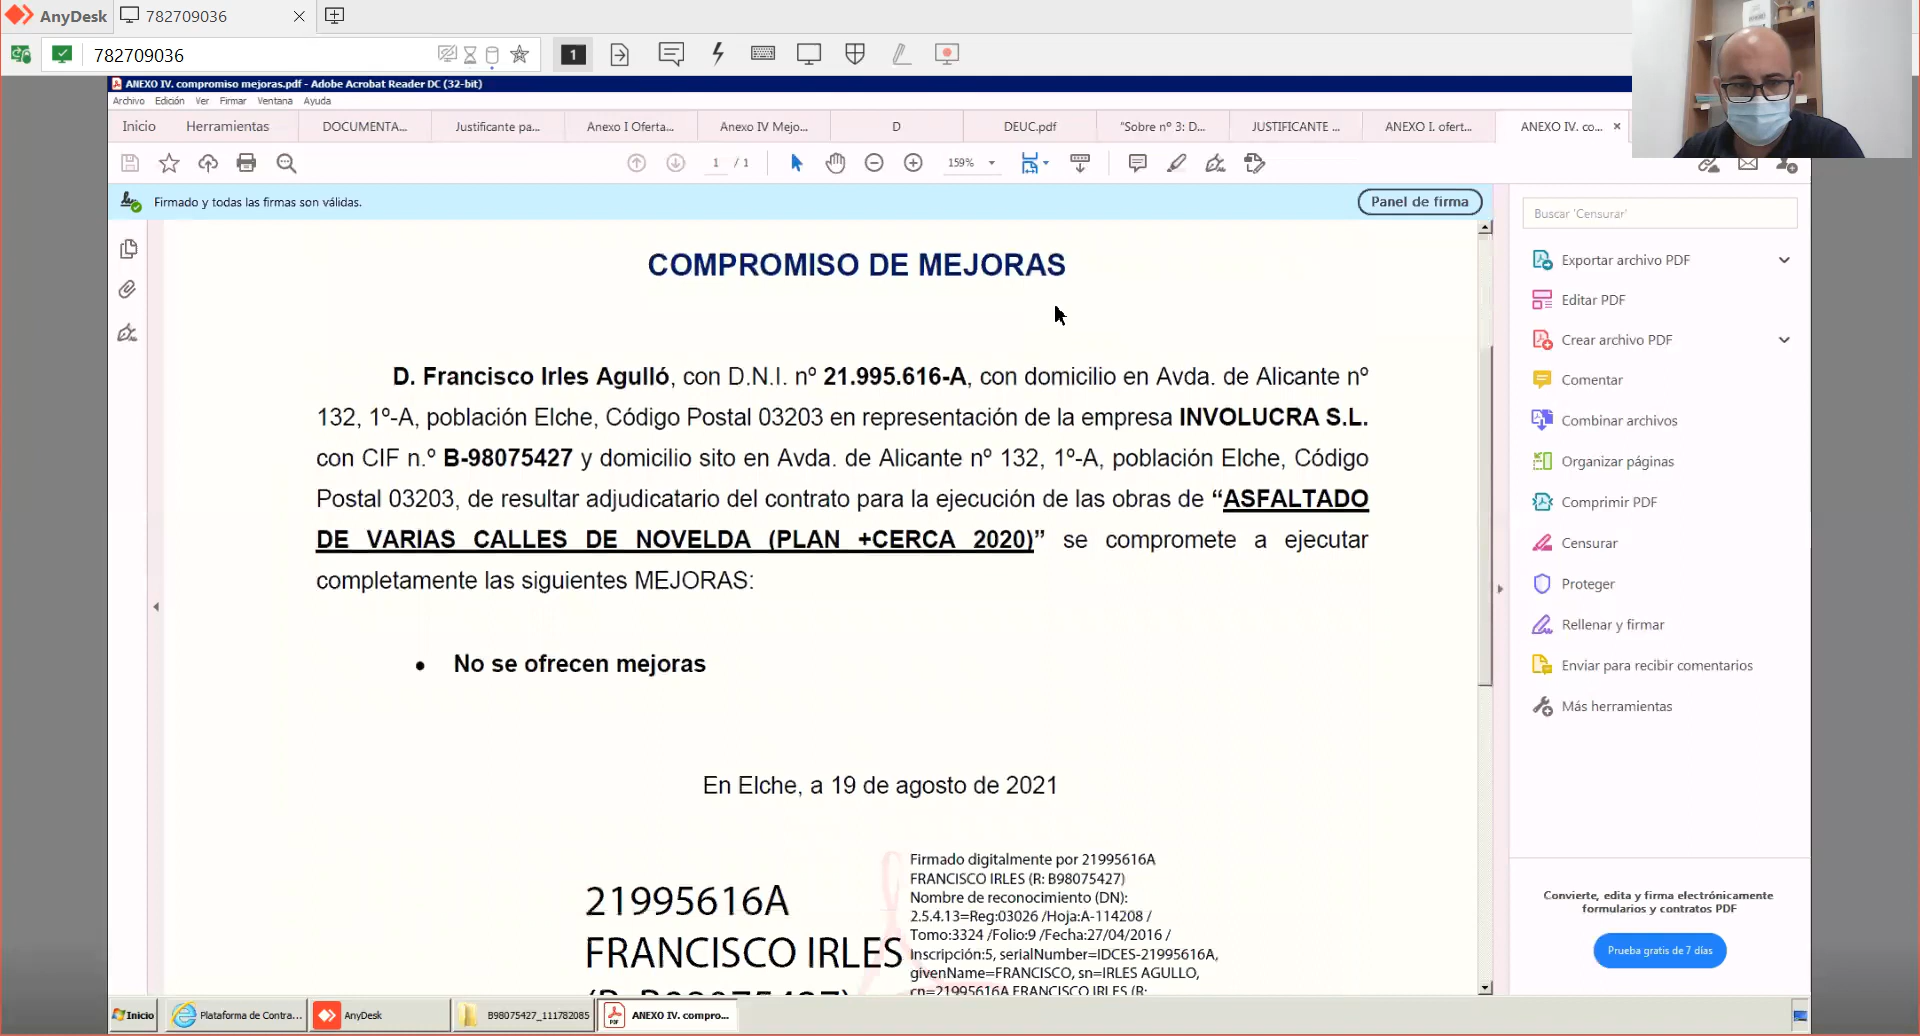 AnyDesk
782709036
782709036
1
ANEXO IV. compromiso mejoras.pdf - Adobe Acrobat Reader DC (32-bit)
Archivo Edición Ver Firmar Ventana Ayuda
Inicio Herramientas DOCUMENTA... Justificante pa... Anexo I Oferta... Anexo IV Mejo... D DEUC.pdf "Sobre nº 3: D... JUSTIFICANTE ... ANEXO I. ofert... ANEXO IV. co...
1 / 1 159%
Firmado y todas las firmas son válidas.
Panel de firma
COMPROMISO DE MEJORAS
D. Francisco Irles Agulló, con D.N.I. nº 21.995.616-A, con domicilio en Avda. de Alicante nº
132, 1º-A, población Elche, Código Postal 03203 en representación de la empresa INVOLUCRA S.L.
con CIF n.º B-98075427 y domicilio sito en Avda. de Alicante nº 132, 1º-A, población Elche, Código
Postal 03203, de resultar adjudicatario del contrato para la ejecución de las obras de “ASFALTADO
DE VARIAS CALLES DE NOVELDA (PLAN +CERCA 2020)” se compromete a ejecutar
completamente las siguientes MEJORAS:
• No se ofrecen mejoras
En Elche, a 19 de agosto de 2021
21995616A
FRANCISCO IRLES
(R: B98075427)
Firmado digitalmente por 21995616A
FRANCISCO IRLES (R: B98075427)
Nombre de reconocimiento (DN):
2.5.4.13=Reg:03026 /Hoja:A-114208 /
Tomo:3324 /Folio:9 /Fecha:27/04/2016 /
Inscripción:5, serialNumber=IDCES-21995616A,
givenName=FRANCISCO, sn=IRLES AGULLO,
cn=21995616A FRANCISCO IRLES (R:
Buscar 'Censurar'
Exportar archivo PDF
Editar PDF
Crear archivo PDF
Comentar
Combinar archivos
Organizar páginas
Comprimir PDF
Censurar
Proteger
Rellenar y firmar
Enviar para recibir comentarios
Más herramientas
Convierte, edita y firma electrónicamente
formularios y contratos PDF
Prueba gratis de 7 días
Inicio Plataforma de Contra... AnyDesk B98075427_111782085 ANEXO IV. compro...